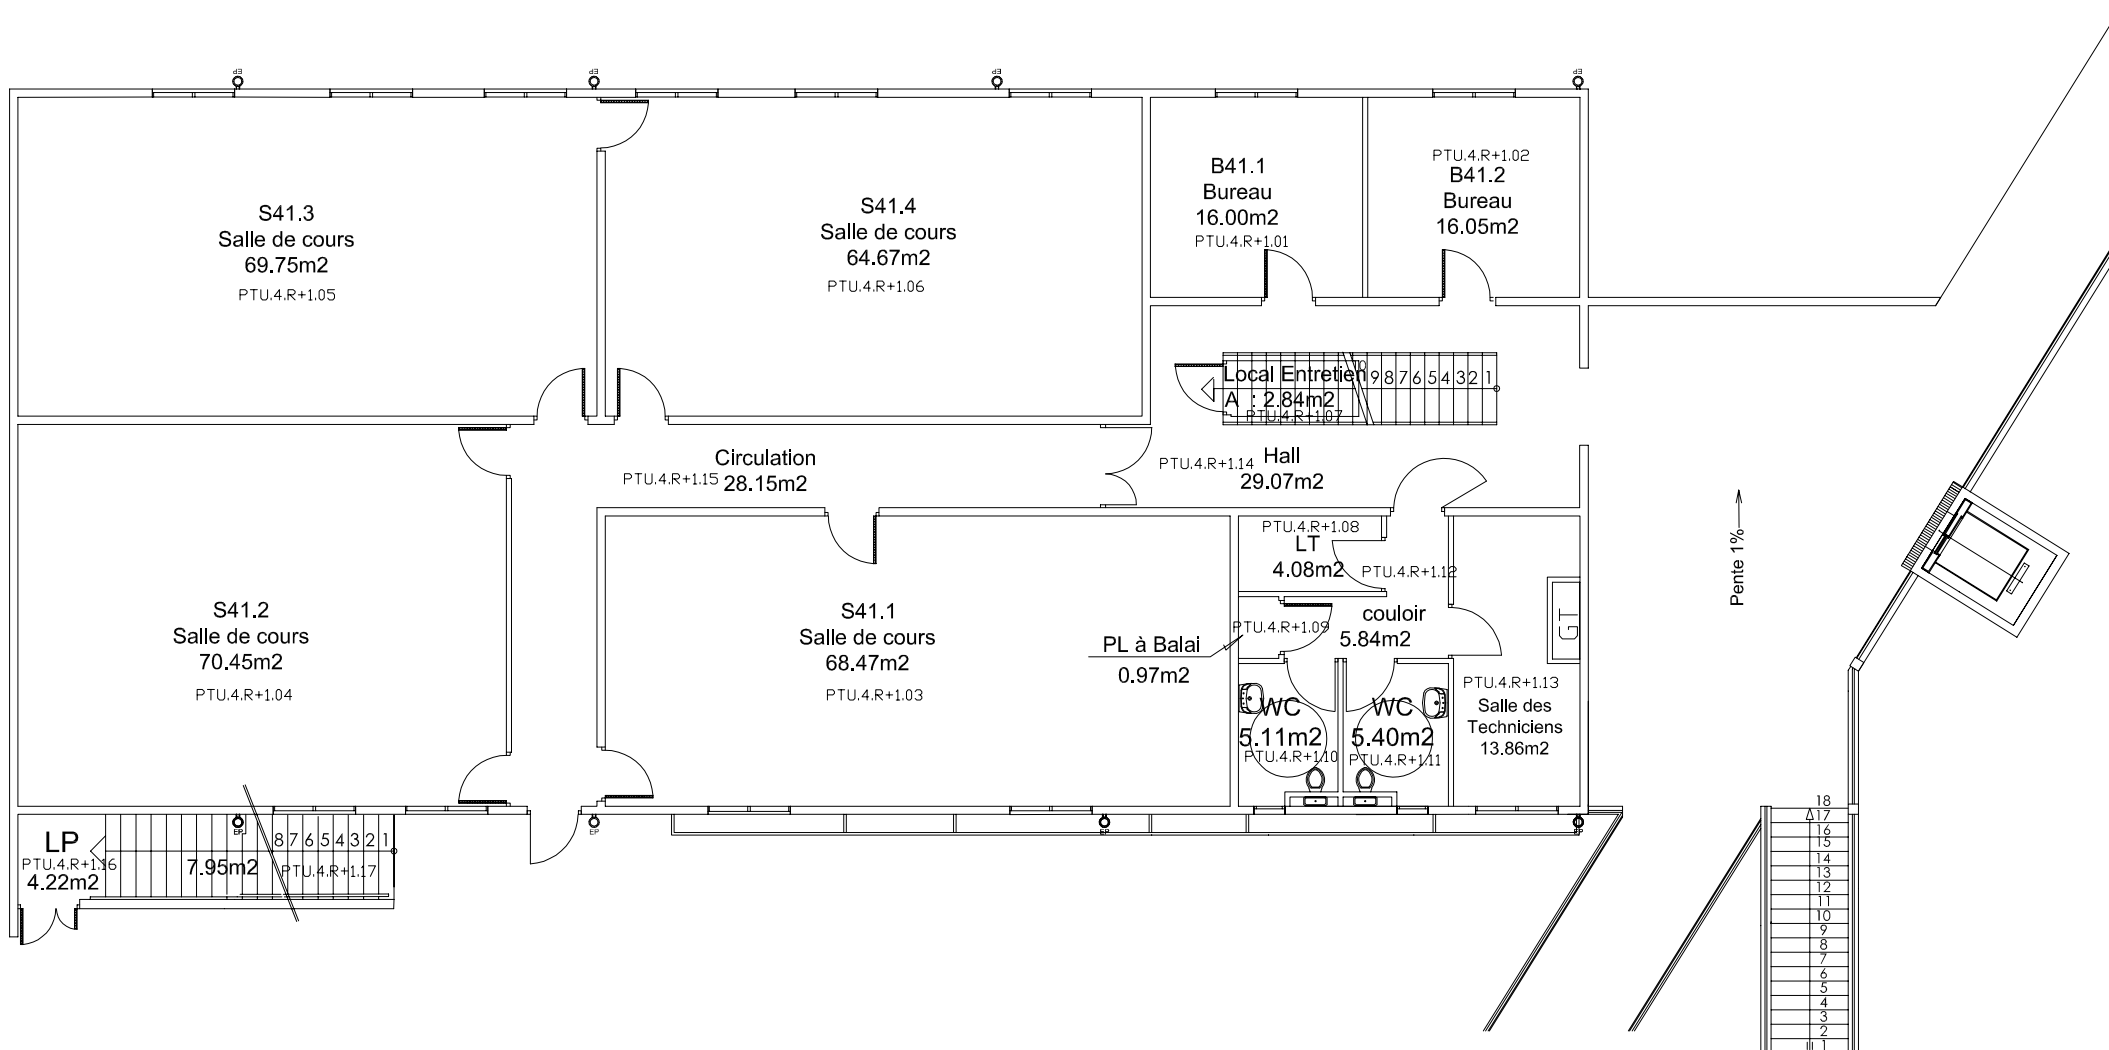 EP
EP
EP
EP
S41.3
Salle de cours
69.75m2
PTU.4.R+1.05
S41.4
Salle de cours
64.67m2
PTU.4.R+1.06
B41.1
Bureau
16.00m2
PTU.4.R+1.01
PTU.4.R+1.02
B41.2
Bureau
16.05m2
Local Entretien
A : 2.84m2
PTU.4.R+1.07
10 9 8 7 6 5 4 3 2 1
Circulation
PTU.4.R+1.15 28.15m2
PTU.4.R+1.14 Hall
29.07m2
S41.2
Salle de cours
70.45m2
PTU.4.R+1.04
S41.1
Salle de cours
68.47m2
PTU.4.R+1.03
PTU.4.R+1.08
LT
4.08m2
PTU.4.R+1.12
couloir
5.84m2
PTU.4.R+1.09
PL à Balai
0.97m2
WC
5.11m2
PTU.4.R+1.10
WC
5.40m2
PTU.4.R+1.11
GT
PTU.4.R+1.13
Salle des
Techniciens
13.86m2
Pente 1%
LP
PTU.4.R+1.16
4.22m2
8 7 6 5 4 3 2 1
7.95m2
PTU.4.R+1.17
EP
EP
EP
EP
18
17
16
15
14
13
12
11
10
9
8
7
6
5
4
3
2
1